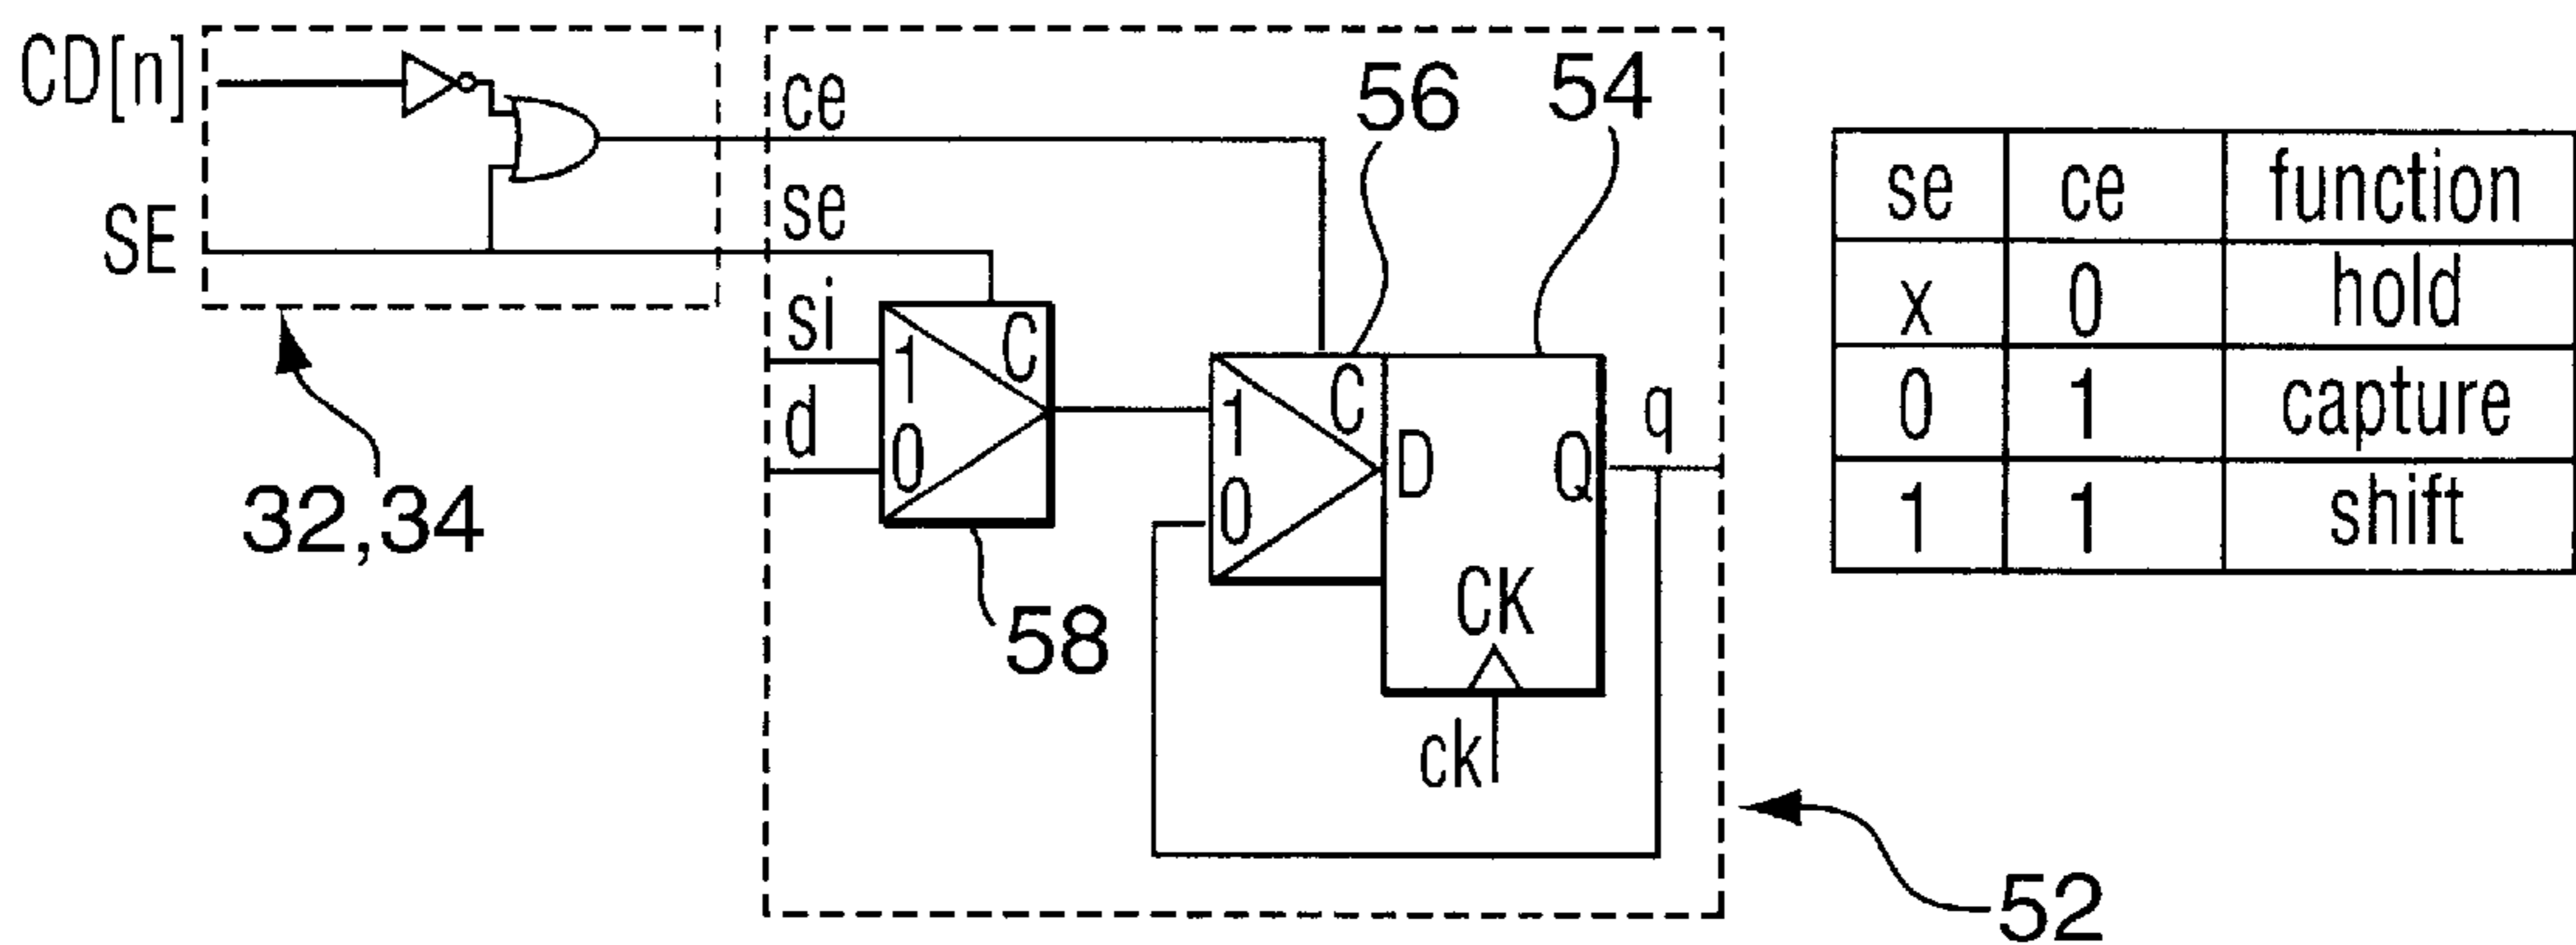 CD[n]
SE
32,34
ce
se
si
d
1
0
C
58
56
54
1
0
C
D
Q
CK
ck
q
52
se ce function
x 0 hold
0 1 capture
1 1 shift